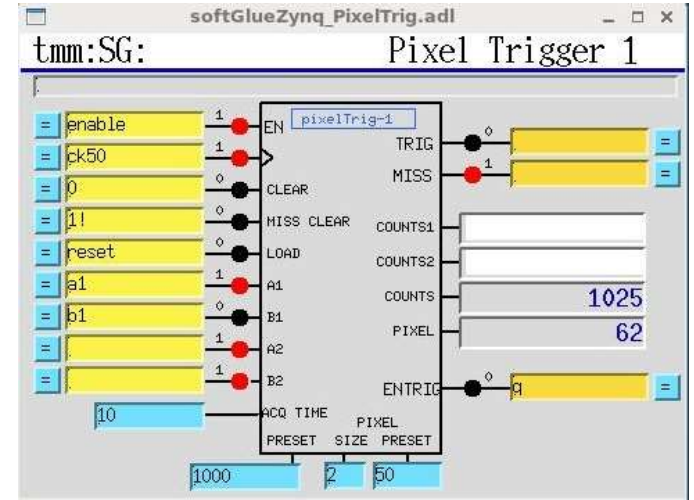 softGlueZynq_PixelTrig.adl
tmm:SG: Pixel Trigger 1
= enable 1 EN pixelTrig-1 TRIG 0 =
= ck50 1 MISS 1 =
= 0 0 CLEAR
= 1! 0 MISS CLEAR COUNTS1
= reset 0 LOAD COUNTS2
= a1 1 A1 COUNTS 1025
= b1 0 B1 PIXEL 62
= 1 A2
= 1 B2 ENTRIG 0 q =
10 ACQ TIME PIXEL
PRESET SIZE PRESET
1000 2 50